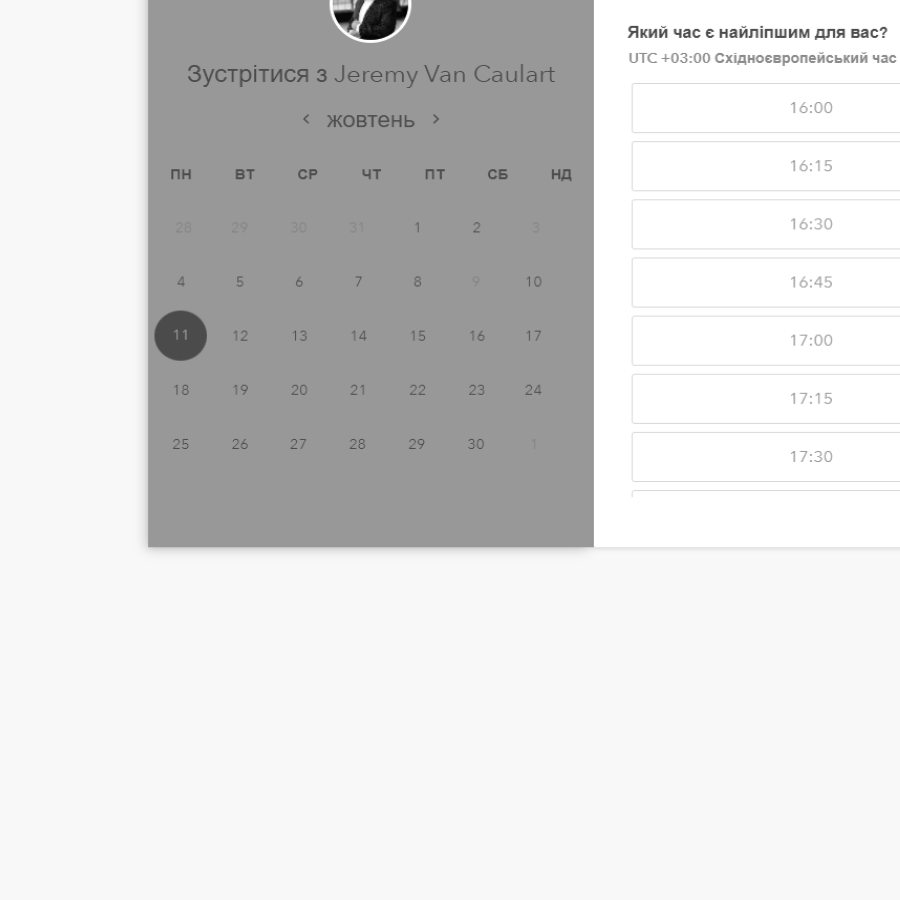 Зустрітися з Jeremy Van Caulart
жовтень
ПН ВТ СР ЧТ ПТ СБ НД
28 29 30 31 1 2 3
4 5 6 7 8 9 10
11 12 13 14 15 16 17
18 19 20 21 22 23 24
25 26 27 28 29 30 1
Який час є найліпшим для вас?
UTC +03:00 Східноєвропейський час
16:00
16:15
16:30
16:45
17:00
17:15
17:30